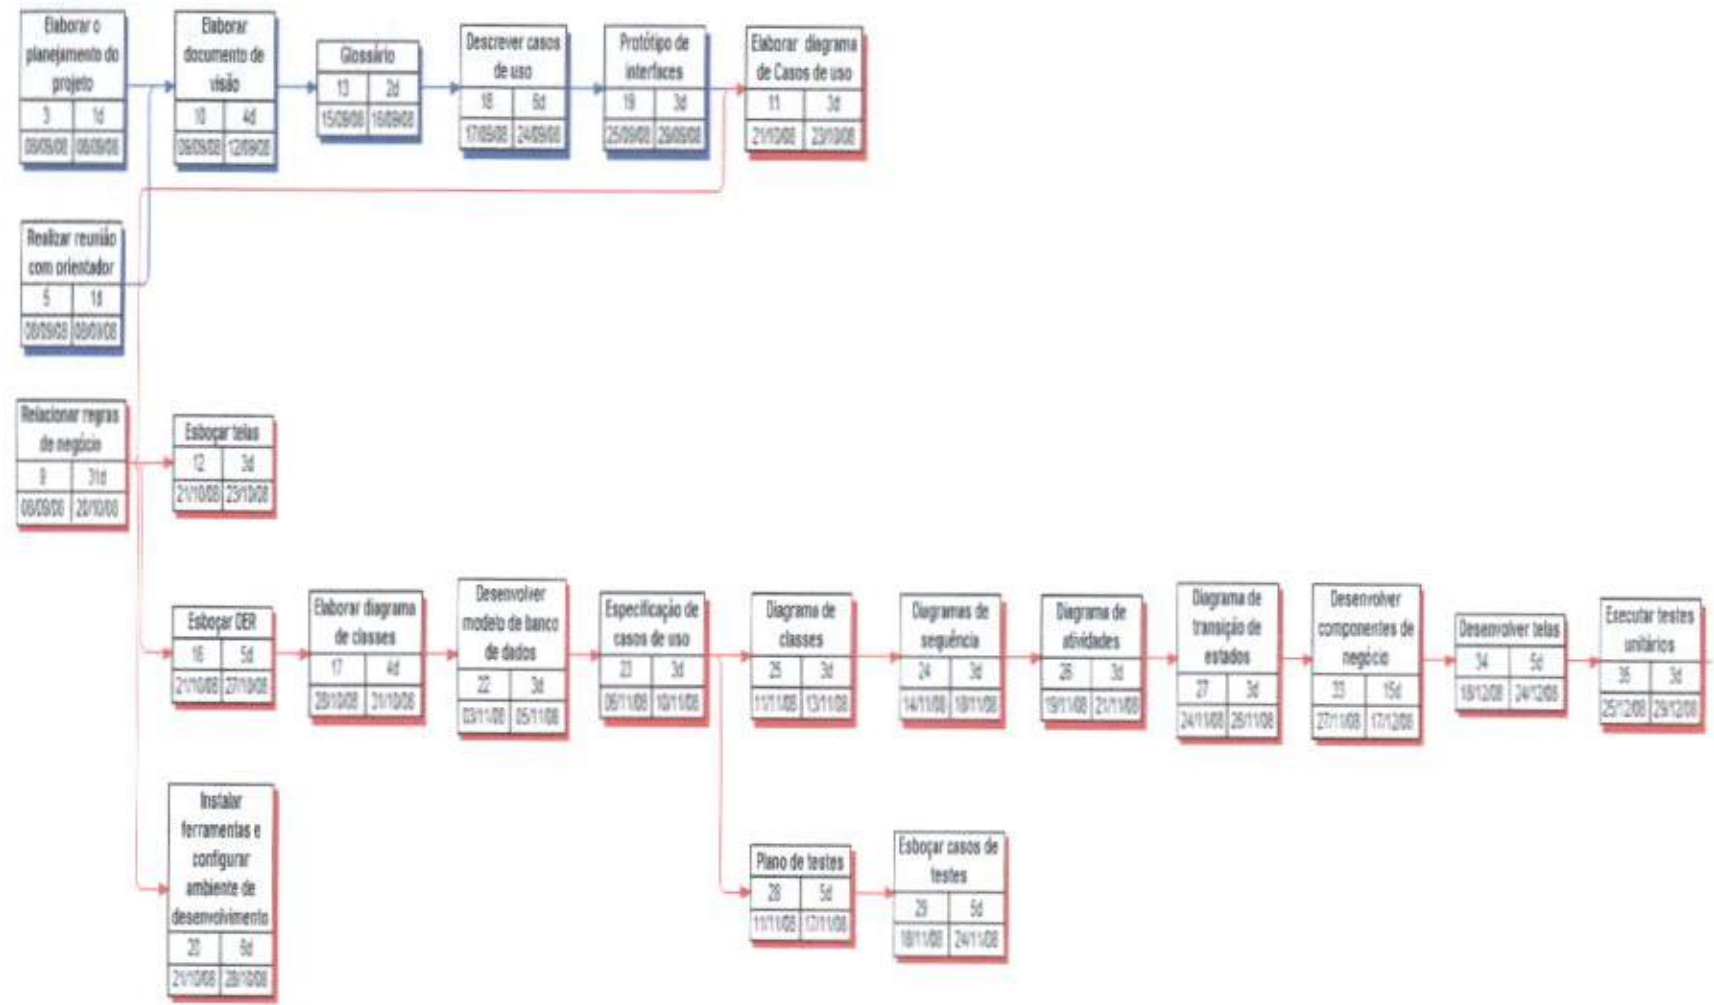 Elaborar o
planejamento do
projeto
3 1d
08/09/08 08/09/08
Elaborar
documento de
visão
10 4d
09/09/08 12/09/08
Glossário
13 2d
15/09/08 16/09/08
Descrever casos
de uso
18 6d
17/09/08 24/09/08
Protótipo de
interfaces
19 3d
25/09/08 29/09/08
Elaborar diagrama
de Casos de uso
11 3d
21/10/08 23/10/08
Realizar reunião
com orientador
5 1d
08/09/08 08/09/08
Relacionar regras
de negócio
9 31d
08/09/08 20/10/08
Esboçar telas
12 3d
21/10/08 23/10/08
Esboçar DER
16 5d
21/10/08 27/10/08
Elaborar diagrama
de classes
17 4d
28/10/08 31/10/08
Desenvolver
modelo de banco
de dados
22 3d
03/11/08 05/11/08
Especificação de
casos de uso
23 3d
06/11/08 10/11/08
Diagrama de
classes
25 3d
11/11/08 13/11/08
Diagramas de
sequência
24 3d
14/11/08 18/11/08
Diagrama de
atividades
26 3d
19/11/08 21/11/08
Diagrama de
transição de
estados
27 3d
24/11/08 26/11/08
Desenvolver
componentes de
negócio
33 15d
27/11/08 17/12/08
Desenvolver telas
34 5d
18/12/08 24/12/08
Executar testes
unitários
3d
25/12/08 29/12/08
Instalar
ferramentas e
configurar
ambiente de
desenvolvimento
20 6d
21/10/08 28/10/08
Plano de testes
28 5d
11/11/08 17/11/08
Esboçar casos de
testes
29 5d
18/11/08 24/11/08